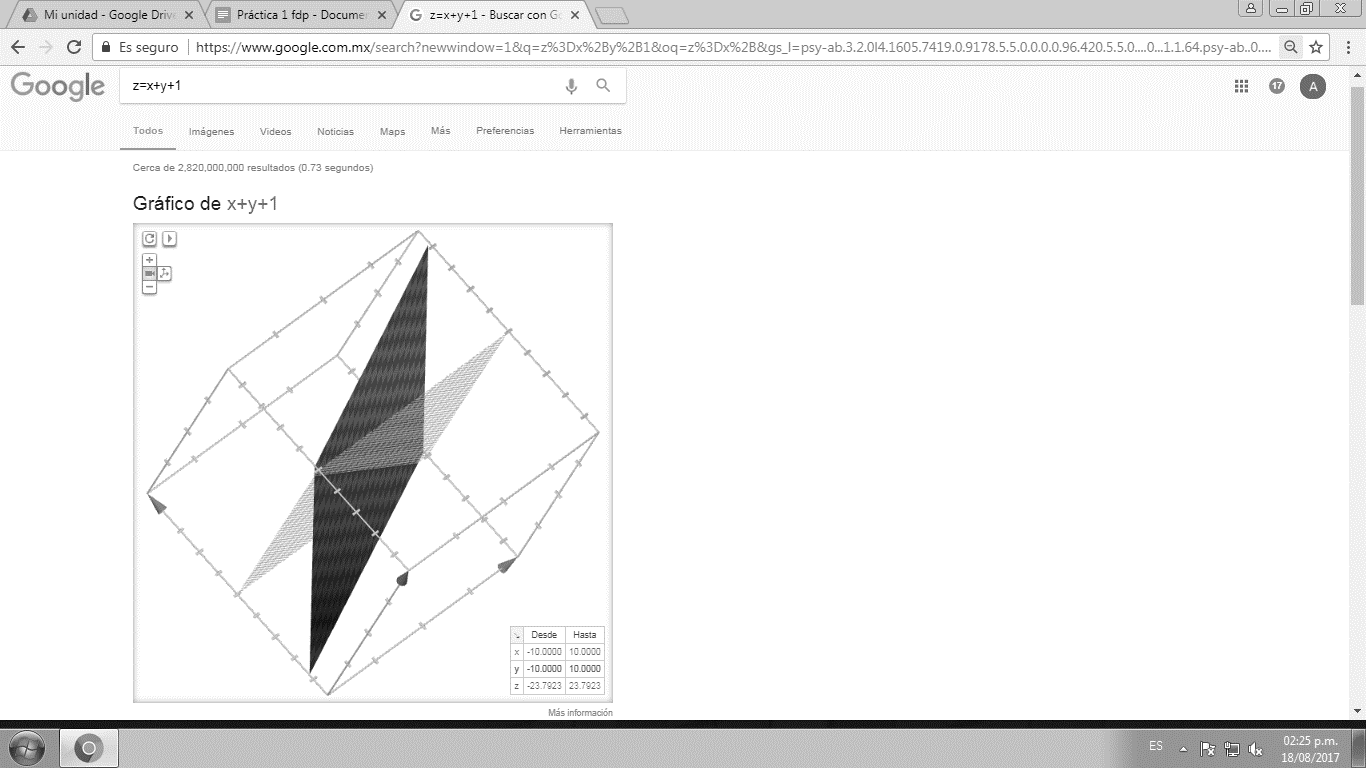 Mi unidad - Google Drive
Práctica 1 fdp - Documen
z=x+y+1 - Buscar con Go
Es seguro
https://www.google.com.mx/search?newwindow=1&q=z%3Dx%2By%2B1&oq=z%3Dx%2B&gs_l=psy-ab.3.2.0l4.1605.7419.0.9178.5.5.0.0.0.0.96.420.5.5.0....0...1.1.64.psy-ab..0....
Google
z=x+y+1
17
A
Todos Imágenes Videos Noticias Maps Más Preferencias Herramientas
Cerca de 2,820,000,000 resultados (0.73 segundos)
Gráfico de x+y+1
Desde Hasta
x -10.0000 10.0000
y -10.0000 10.0000
z -23.7923 23.7923
Más información
ES
02:25 p.m.
18/08/2017